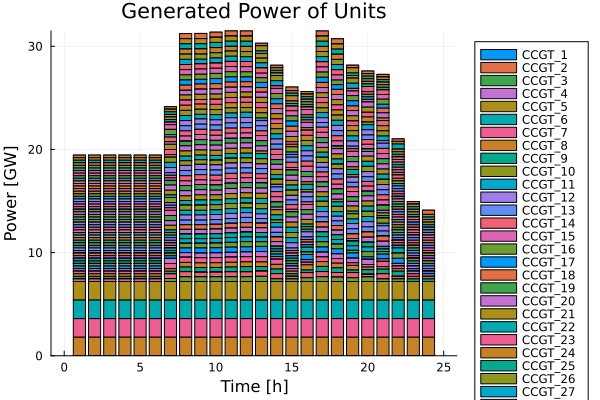 Generated Power of Units
Power [GW]
30
20
10
0
0 5 10 15 20 25
Time [h]
CCGT_1
CCGT_2
CCGT_3
CCGT_4
CCGT_5
CCGT_6
CCGT_7
CCGT_8
CCGT_9
CCGT_10
CCGT_11
CCGT_12
CCGT_13
CCGT_14
CCGT_15
CCGT_16
CCGT_17
CCGT_18
CCGT_19
CCGT_20
CCGT_21
CCGT_22
CCGT_23
CCGT_24
CCGT_25
CCGT_26
CCGT_27